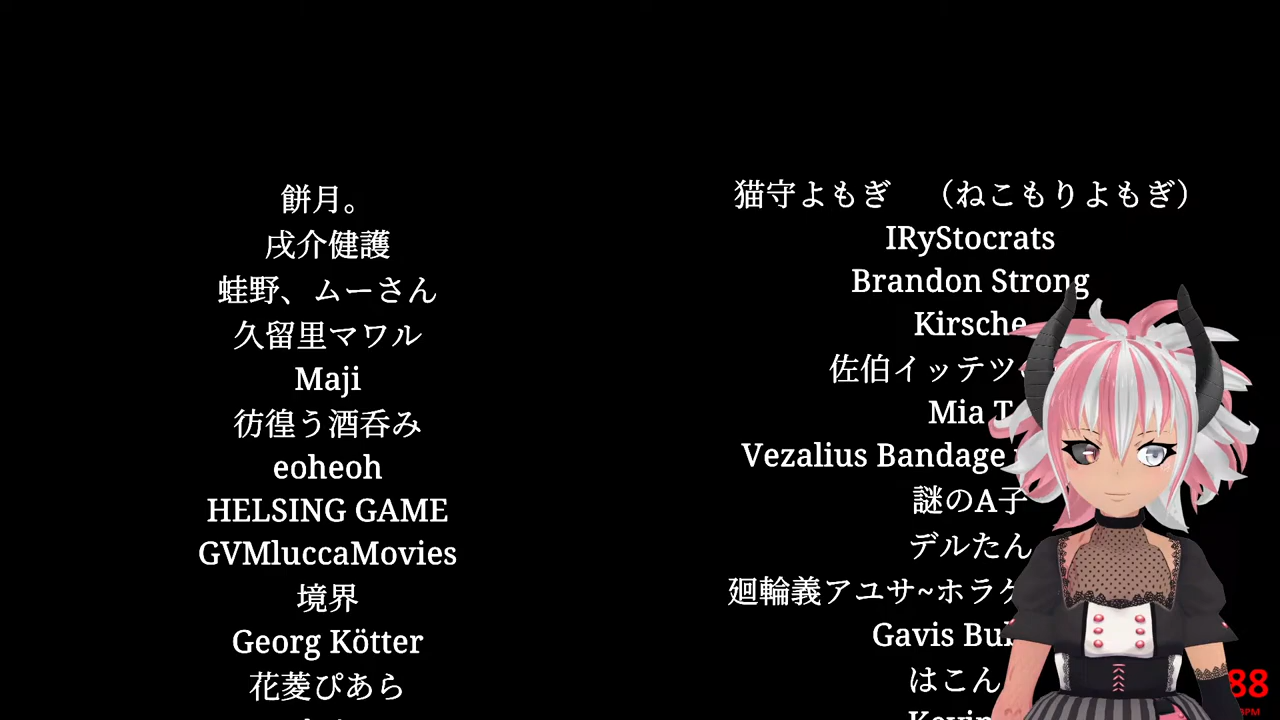 餅月。
戌介健護
蛙野、ムーさん
久留里マワル
Maji
彷徨う酒呑み
eoheoh
HELSING GAME
GVMluccaMovies
境界
Georg Kötter
花菱ぴあら
猫守よもぎ　（ねこもりよもぎ）
IRyStocrats
Brandon Strong
Kirsche
佐伯イッテツ
Mia
Vezalius Bandage
謎のA子
デルたん
廻輪義アユサ~ホラ
Gavis
はこん
88
BPM